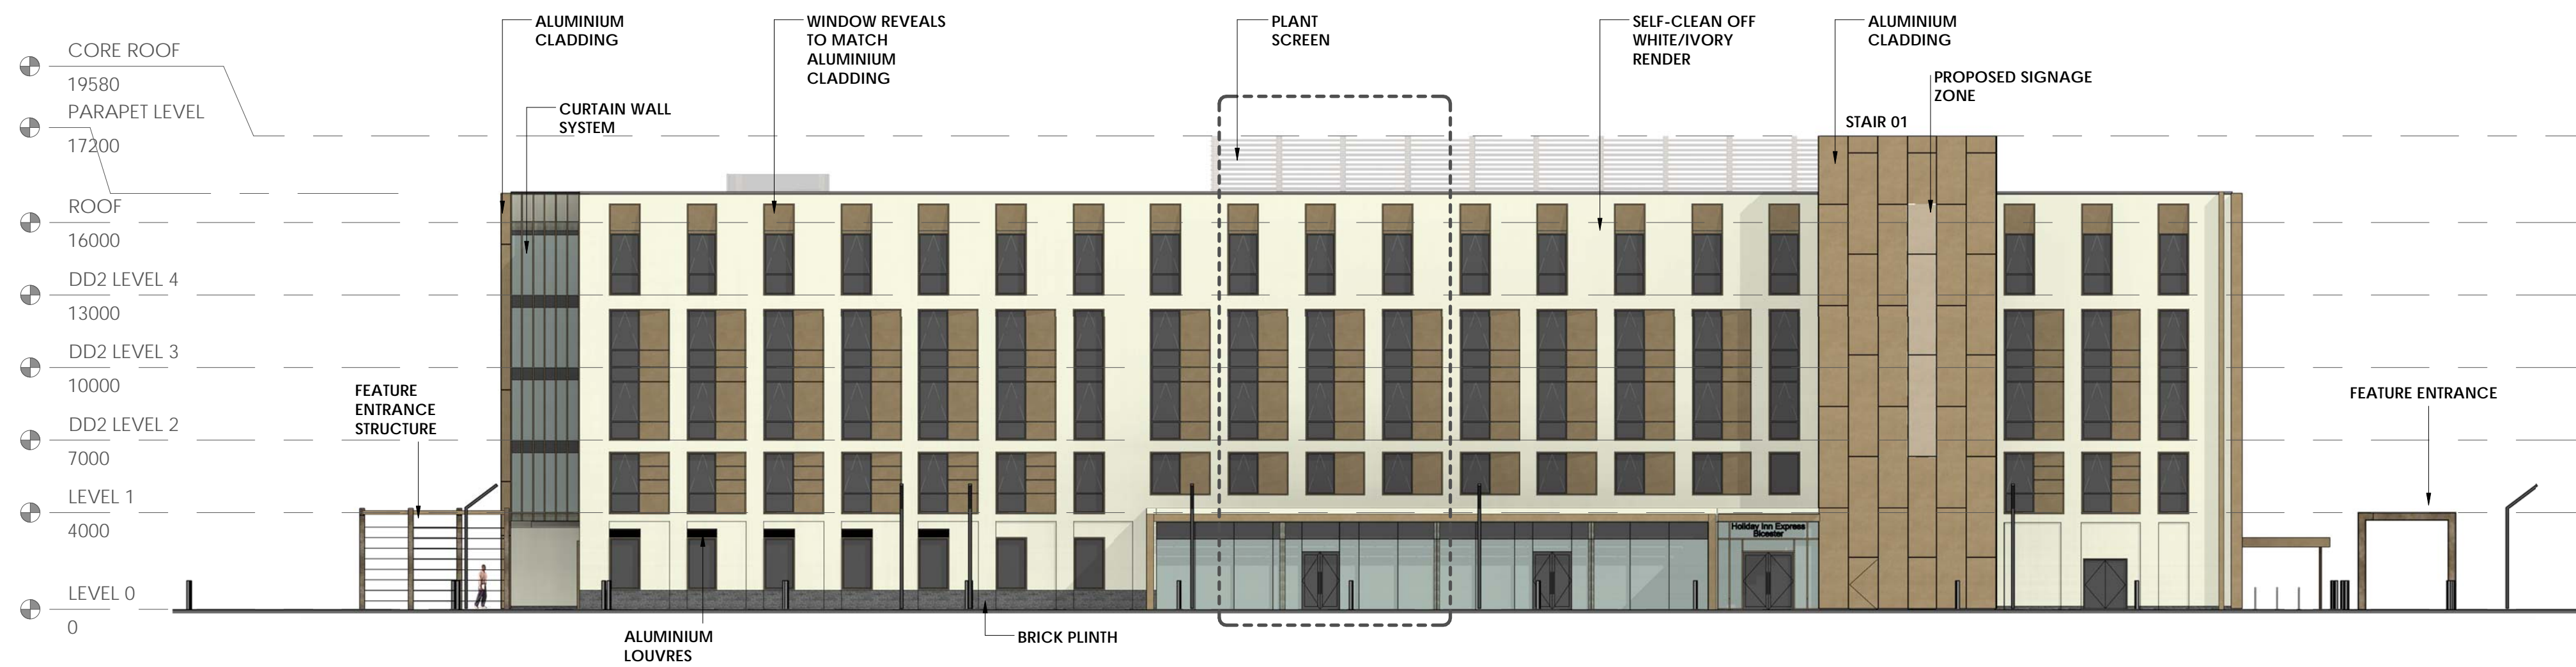 ALUMINIUM
CLADDING
WINDOW REVEALS
TO MATCH
ALUMINIUM
CLADDING
PLANT
SCREEN
SELF-CLEAN OFF
WHITE/IVORY
RENDER
ALUMINIUM
CLADDING
CORE ROOF
19580
PROPOSED SIGNAGE
ZONE
PARAPET LEVEL
17200
CURTAIN WALL
SYSTEM
STAIR 01
ROOF
16000
DD2 LEVEL 4
13000
DD2 LEVEL 3
10000
FEATURE
ENTRANCE
STRUCTURE
FEATURE ENTRANCE
DD2 LEVEL 2
7000
LEVEL 1
4000
Holiday Inn Express
Bicester
LEVEL 0
0
ALUMINIUM
LOUVRES
BRICK PLINTH